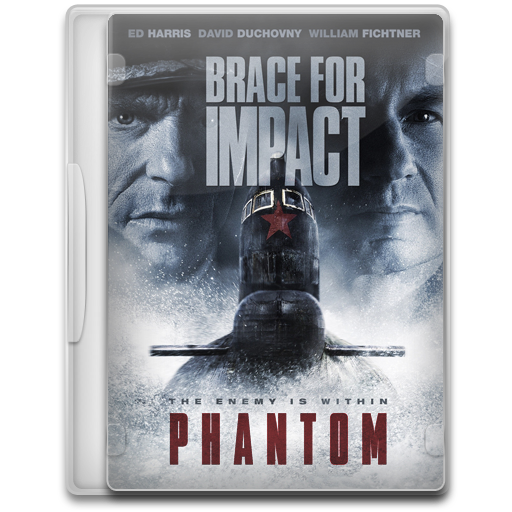 ED HARRIS DAVID DUCHOVNY WILLIAM FICHTNER
BRACE FOR
IMPACT
THE ENEMY IS WITHIN
PHANTOM